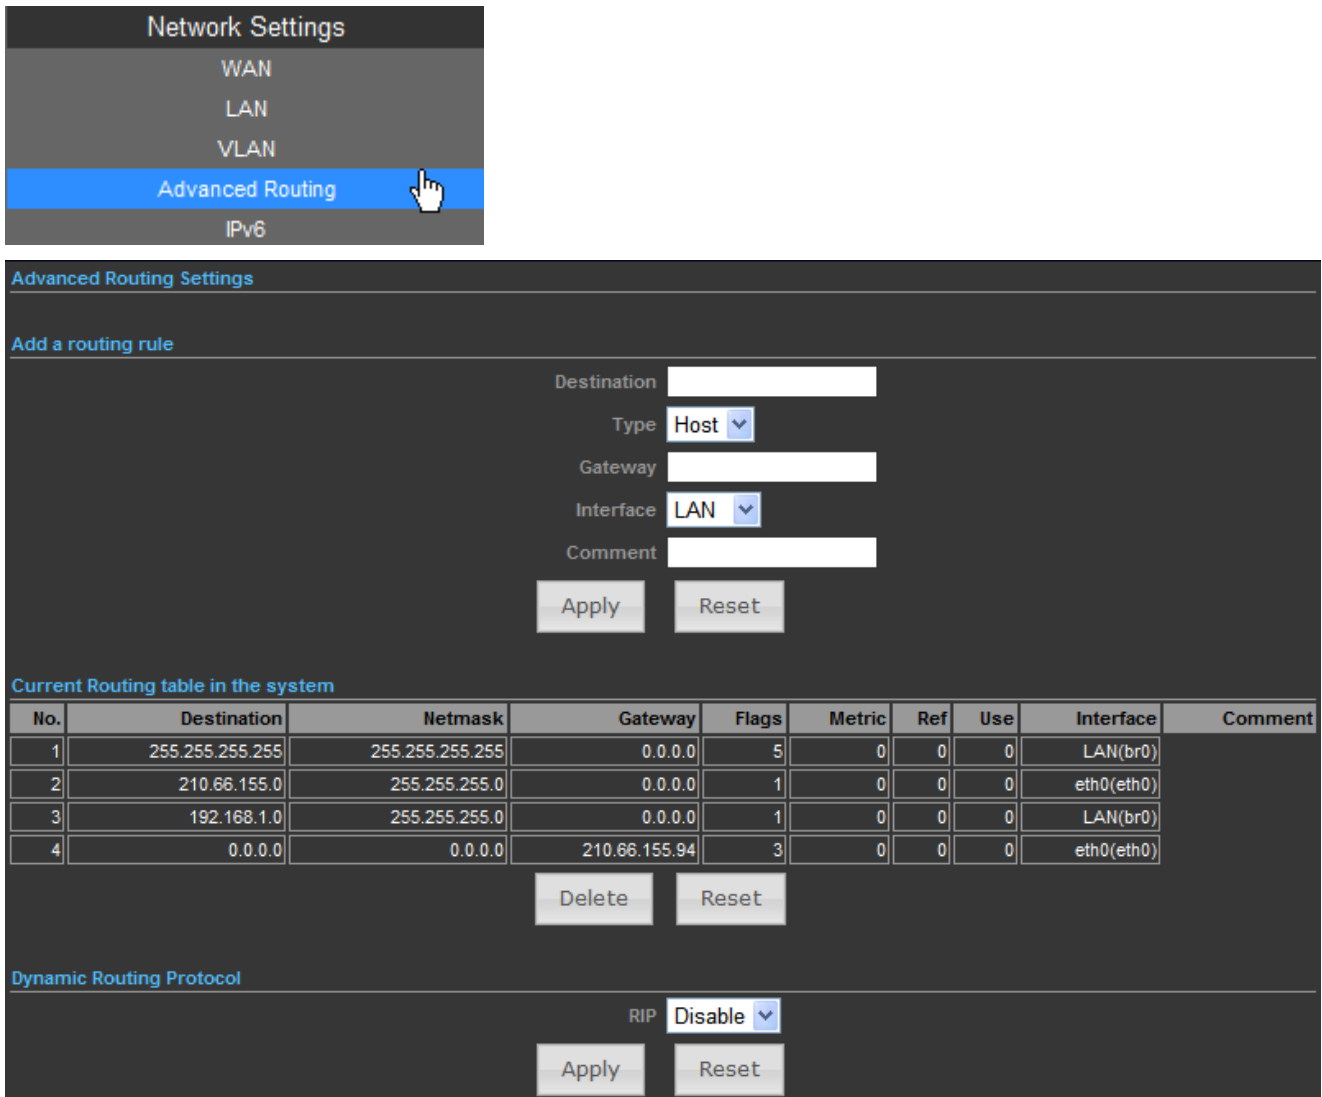 Network Settings
WAN
LAN
VLAN
Advanced Routing
IPv6
Advanced Routing Settings
Add a routing rule
Destination
Type Host
Gateway
Interface LAN
Comment
Apply Reset
Current Routing table in the system
No. Destination Netmask Gateway Flags Metric Ref Use Interface Comment
1 255.255.255.255 255.255.255.255 0.0.0.0 5 0 0 0 LAN(br0)
2 210.66.155.0 255.255.255.0 0.0.0.0 1 0 0 0 eth0(eth0)
3 192.168.1.0 255.255.255.0 0.0.0.0 1 0 0 0 LAN(br0)
4 0.0.0.0 0.0.0.0 210.66.155.94 3 0 0 0 eth0(eth0)
Delete Reset
Dynamic Routing Protocol
RIP Disable
Apply Reset